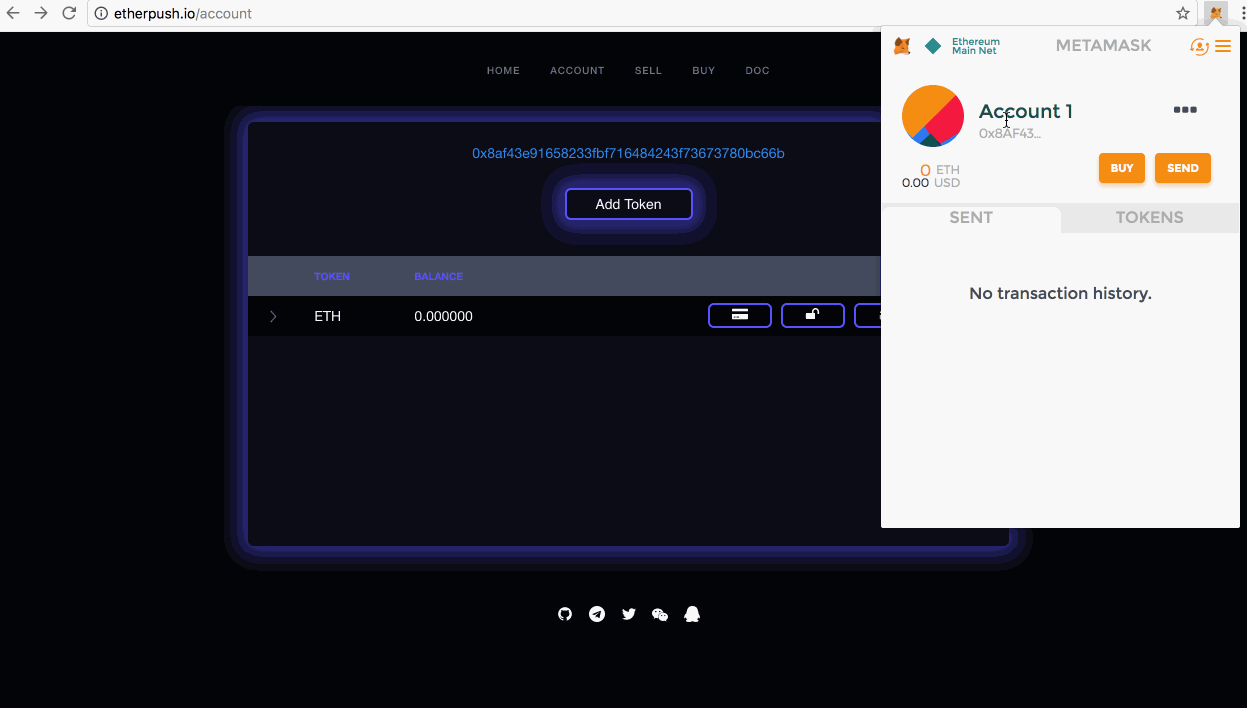 etherpush.io/account
HOME ACCOUNT SELL BUY DOC
0x8af43e91658233fbf716484243f73673780bc66b
Add Token
TOKEN BALANCE
ETH 0.000000
Ethereum
Main Net
METAMASK
Account 1
0x8AF43...
0 ETH
0.00 USD
BUY SEND
SENT TOKENS
No transaction history.